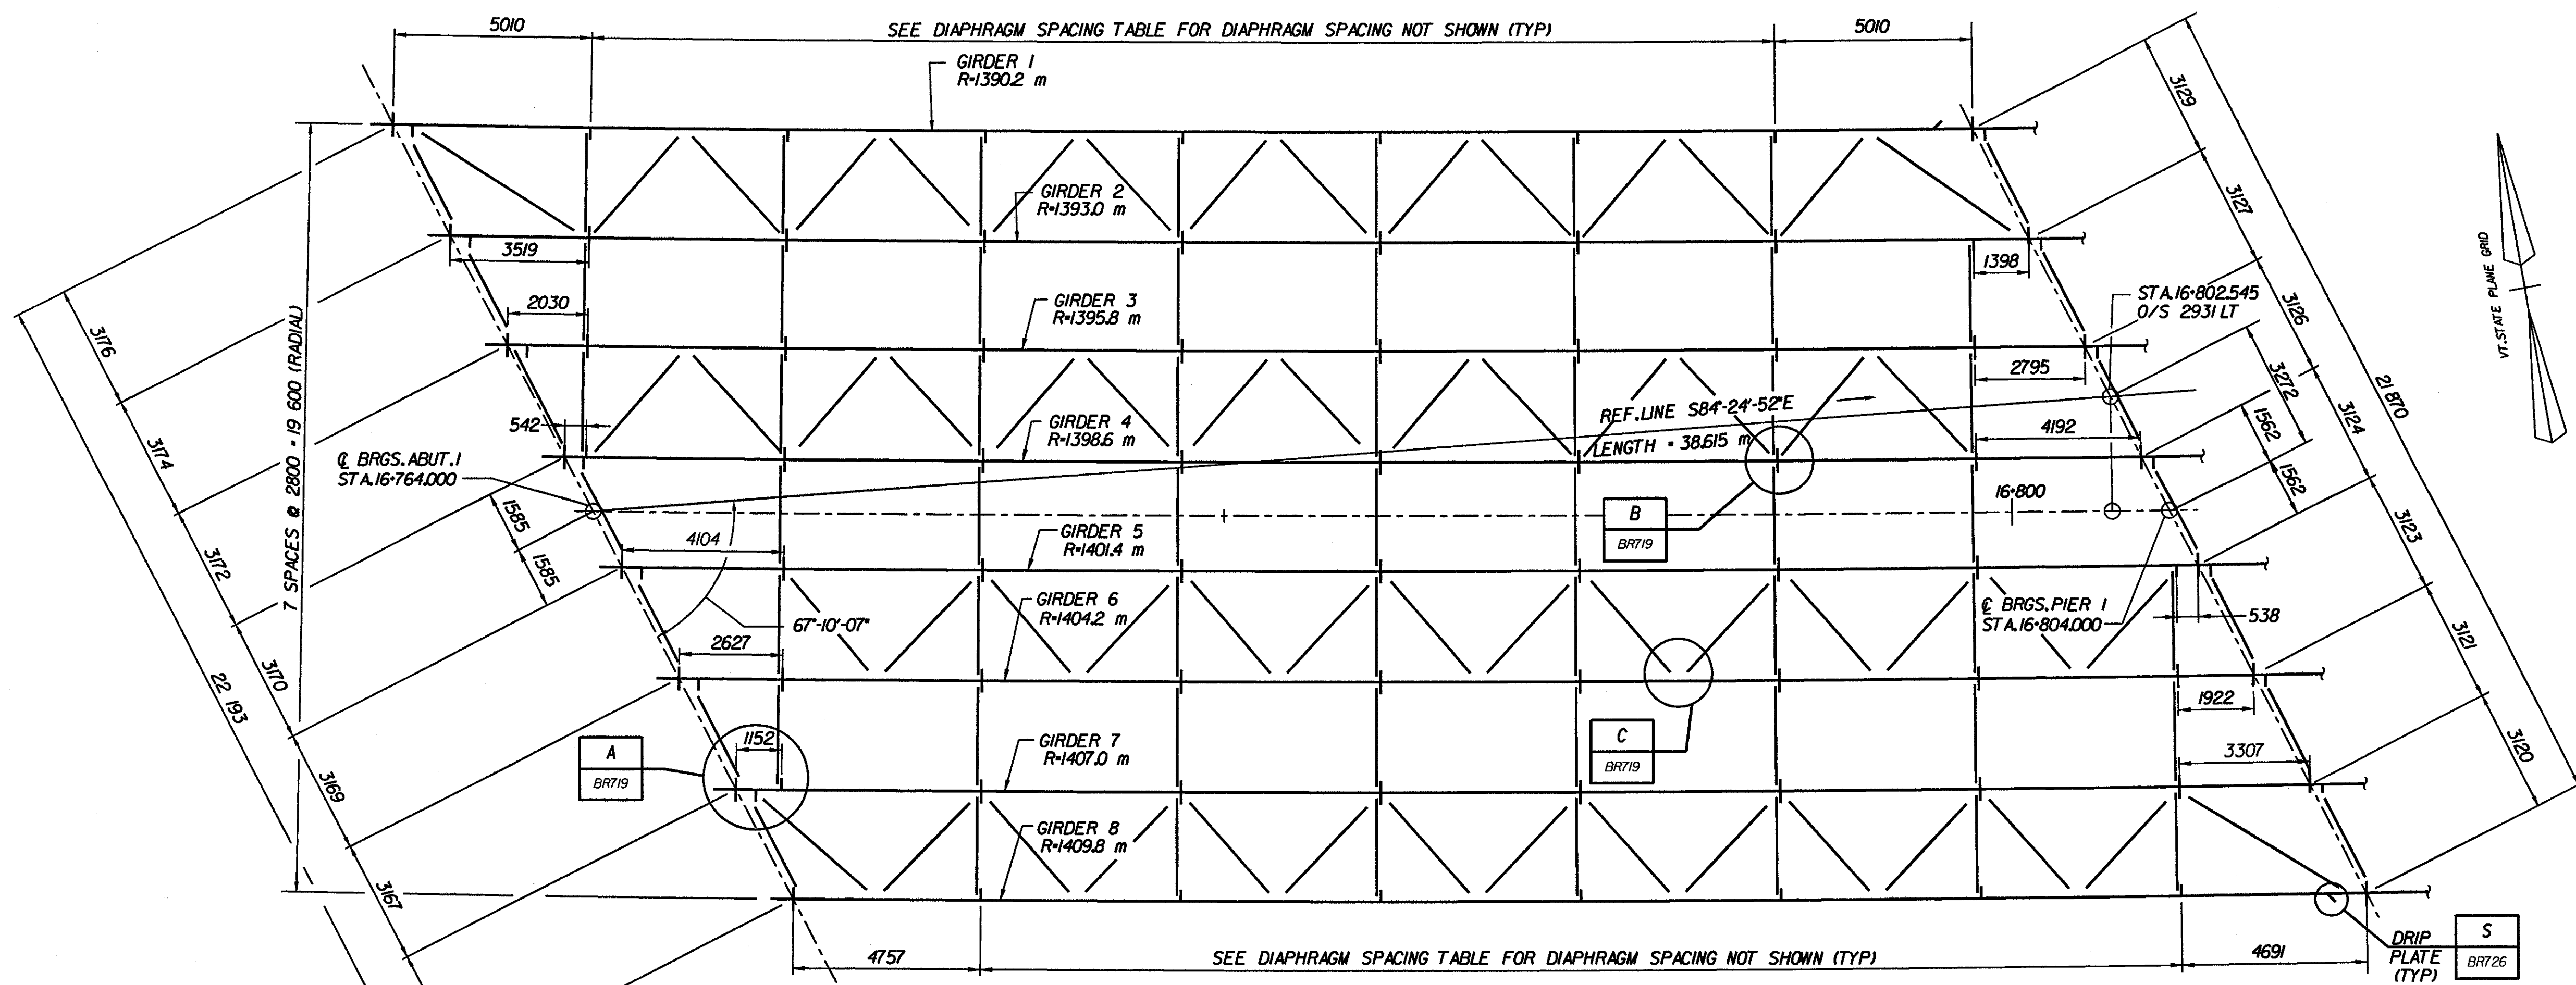 5010
SEE DIAPHRAGM SPACING TABLE FOR DIAPHRAGM SPACING NOT SHOWN (TYP)
5010
GIRDER 1
R=1390.2 m
3129
3127
3126
3124
3123
3121
3120
21 870
VT. STATE PLANE GRID
GIRDER 2
R=1393.0 m
3519
1398
2030
GIRDER 3
R=1395.8 m
STA. 16+802.545
O/S 2931 LT
2795
3272
1562
1562
7 SPACES @ 2800 = 19 600 (RADIAL)
3176
3174
3172
3170
3169
3167
22 193
REF. LINE S84°-24'-52"E
LENGTH = 38.615 m
542
GIRDER 4
R=1398.6 m
4192
℄ BRGS. ABUT. 1
STA. 16+764.000
1585
1585
16+800
B
BR719
GIRDER 5
R=1401.4 m
4104
℄ BRGS. PIER 1
STA. 16+804.000
538
GIRDER 6
R=1404.2 m
67°-10'-07"
2627
1922
A
BR719
1152
GIRDER 7
R=1407.0 m
C
BR719
3307
GIRDER 8
R=1409.8 m
4757
SEE DIAPHRAGM SPACING TABLE FOR DIAPHRAGM SPACING NOT SHOWN (TYP)
4691
DRIP
PLATE
(TYP)
S
BR726